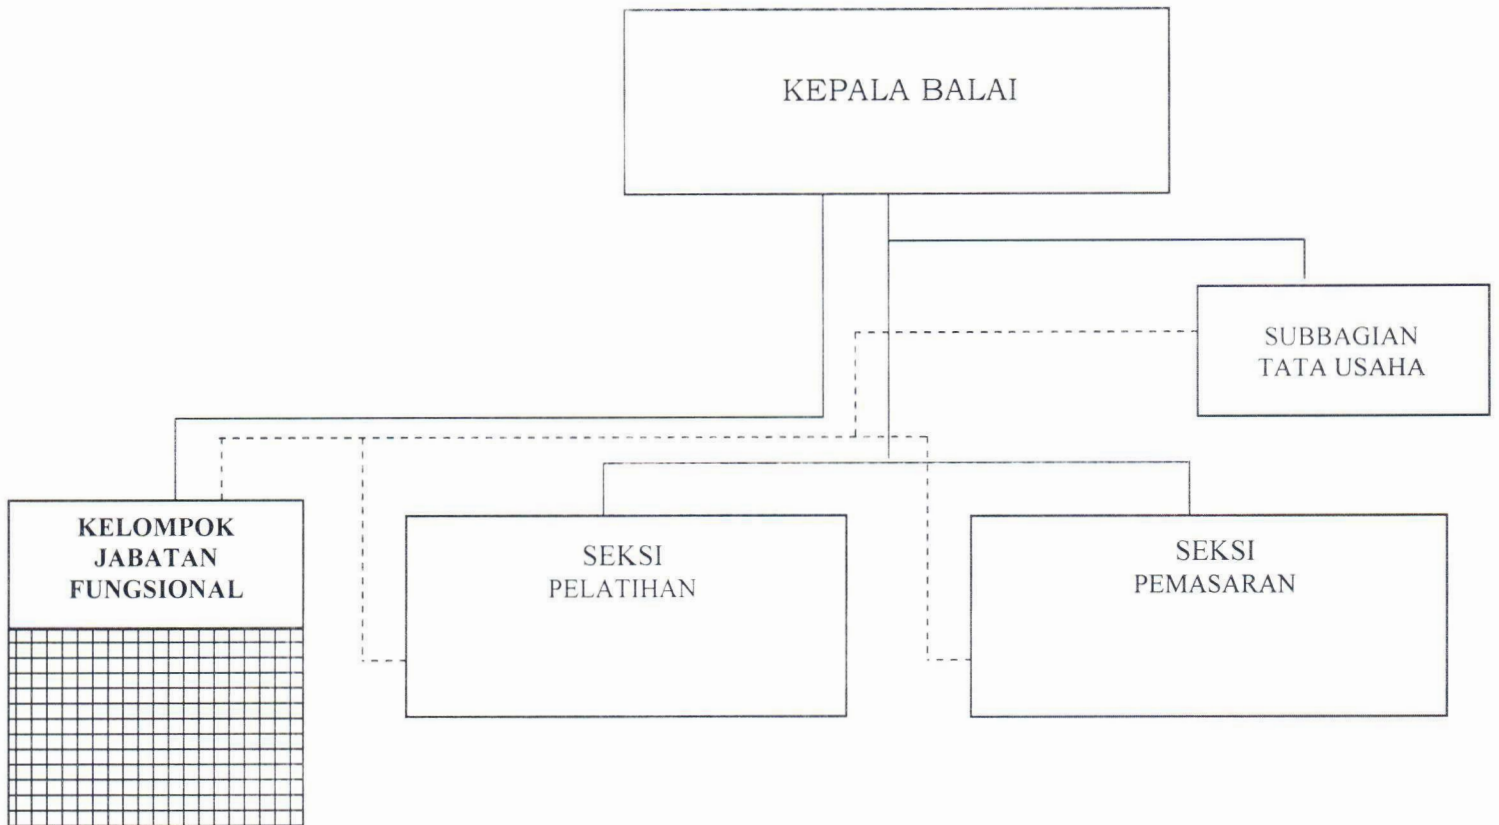 KEPALA BALAI
SUBBAGIAN
TATA USAHA
KELOMPOK
JABATAN
FUNGSIONAL
SEKSI
PELATIHAN
SEKSI
PEMASARAN